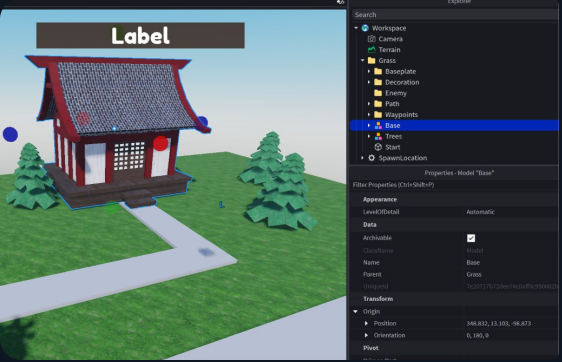 Label
Explorer
Search
Workspace
Camera
Terrain
Grass
Baseplate
Decoration
Enemy
Path
Waypoints
Base
Trees
Start
SpawnLocation
Properties - Model "Base"
Filter Properties (Ctrl+Shift+P)
Appearance
LevelOfDetail Automatic
Data
Archivable
ClassName Model
Name Base
Parent Grass
UniqueId
Transform
Origin
Position 348.832, 13.103, -98.873
Orientation 0, 180, 0
Pivot